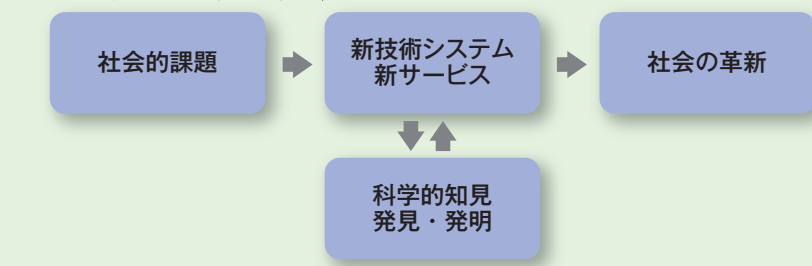 社会的課題
新技術システム
新サービス
社会の革新
科学的知見
発見・発明